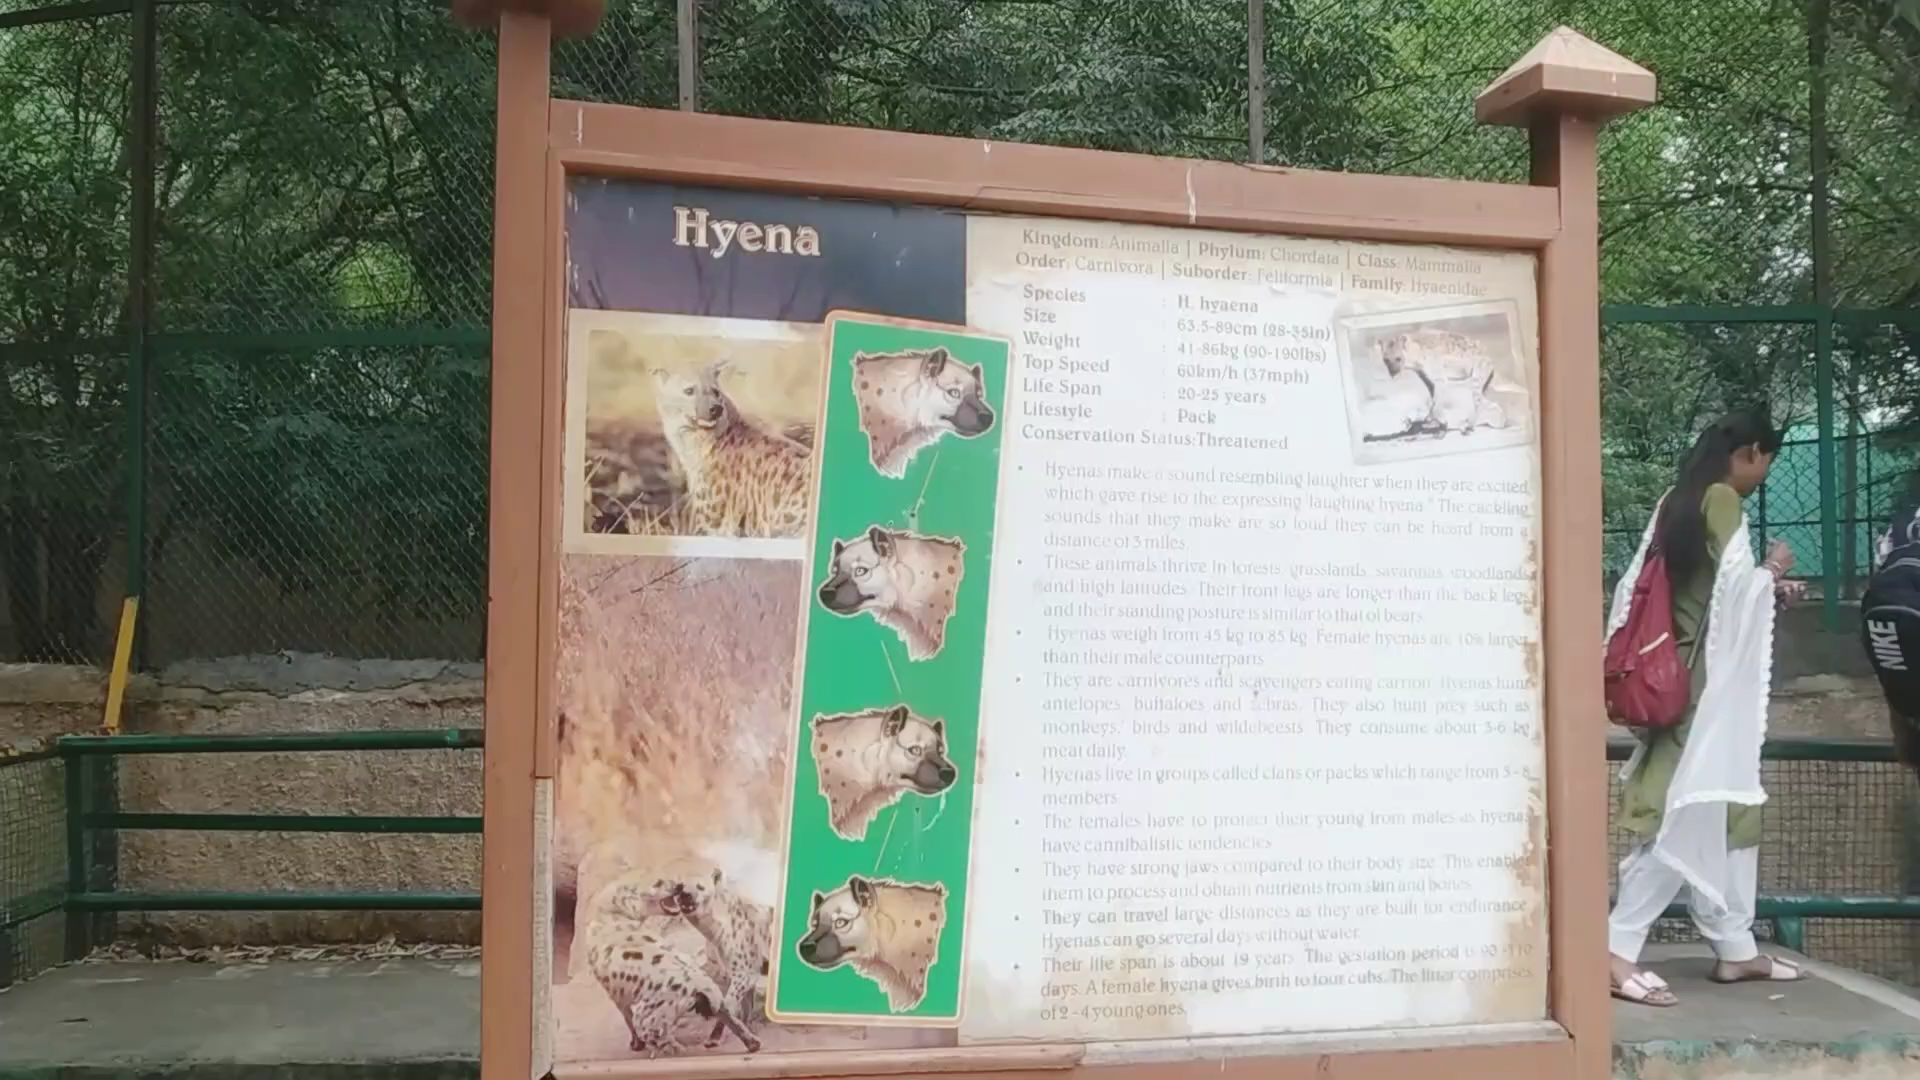 Hyena
Kingdom: Animalia | Phylum: Chordata | Class: Mammalia
Order: Carnivora | Suborder: Feliformia | Family: Hyaenidae
Species : H. hyaena
Size : 63.5-89cm (28-35in)
Weight : 41-86kg (90-190lbs)
Top Speed : 60km/h (37mph)
Life Span : 20-25 years
Lifestyle : Pack
Conservation Status:Threatened
• Hyenas make a sound resembling laughter when they are excited
which gave rise to the expressing "laughing hyena." The cackling
sounds that they make are so loud they can be heard from a
distance of 3 miles.
• These animals thrive in forests, grasslands, savannas, woodlands
and high latitudes. Their front legs are longer than the back legs
and their standing posture is similar to that of bears.
• Hyenas weigh from 45 kg to 85 kg. Female hyenas are 10% larger
than their male counterparts.
• They are carnivores and scavengers eating carrion. Hyenas hunt
antelopes, buffaloes and zebras. They also hunt prey such as
monkeys, birds and wildebeests. They consume about 3-6 kg
meat daily.
• Hyenas live in groups called clans or packs which range from 5 -
members.
• The females have to protect their young from males as hyenas
have cannibalistic tendencies
• They have strong jaws compared to their body size. This enables
them to process and obtain nutrients from skin and bones.
• They can travel large distances as they are built for endurance.
Hyenas can go several days without water.
• Their life span is about 19 years. The gestation period is 90 -110
days. A female hyena gives birth to four cubs. The litter comprises
of 2 - 4 young ones.
NIKE